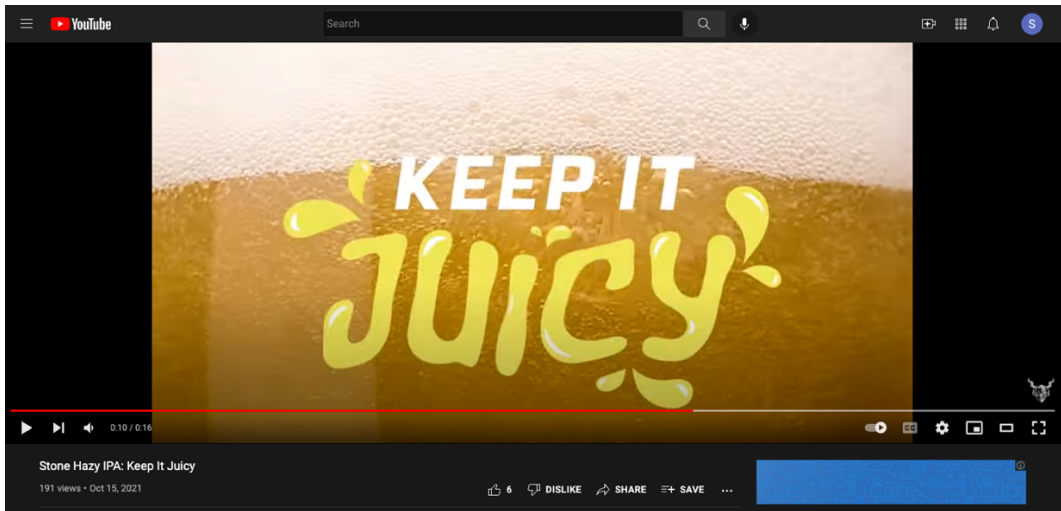 YouTube
Search
S
KEEP IT
JUICY
0:10 / 0:16
CC
Stone Hazy IPA: Keep It Juicy
191 views • Oct 15, 2021
6 DISLIKE SHARE SAVE